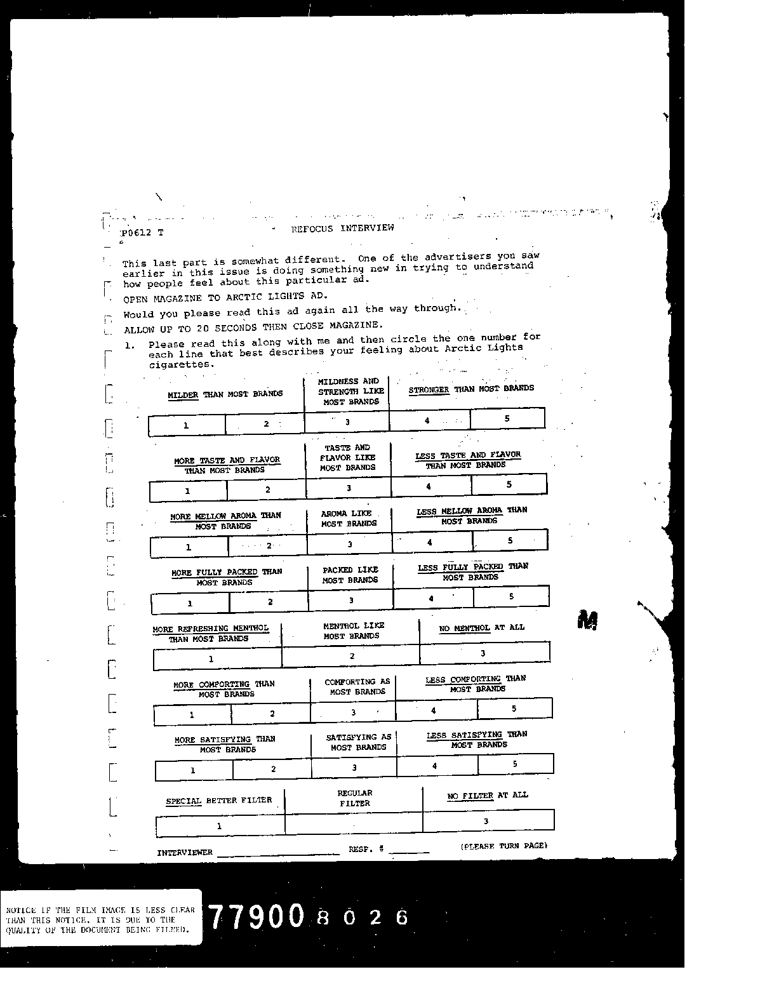 P0612 T
REFOCUS INTERVIEW
This last part is somewhat different. One of the advertisers you saw
earlier in this issue is doing something new in trying to understand
how people feel about this particular ad.
OPEN MAGAZINE TO ARCTIC LIGHTS AD.
Would you please read this ad again all the way through.
ALLOW UP TO 20 SECONDS THEN CLOSE MAGAZINE.
1. Please read this along with me and then circle the one number for
each line that best describes your feeling about Arctic Lights
cigarettes.
MILDER THAN MOST BRANDS
MILDNESS AND
STRENGTH LIKE
MOST BRANDS
STRONGER THAN MOST BRANDS
1 2 3 4 5
MORE TASTE AND FLAVOR
THAN MOST BRANDS
TASTE AND
FLAVOR LIKE
MOST BRANDS
LESS TASTE AND FLAVOR
THAN MOST BRANDS
1 2 3 4 5
MORE MELLOW AROMA THAN
MOST BRANDS
AROMA LIKE
MOST BRANDS
LESS MELLOW AROMA THAN
MOST BRANDS
1 2 3 4 5
MORE FULLY PACKED THAN
MOST BRANDS
PACKED LIKE
MOST BRANDS
LESS FULLY PACKED THAN
MOST BRANDS
1 2 3 4 5
MORE REFRESHING MENTHOL
THAN MOST BRANDS
MENTHOL LIKE
MOST BRANDS
NO MENTHOL AT ALL
1 2 3
MORE COMFORTING THAN
MOST BRANDS
COMFORTING AS
MOST BRANDS
LESS COMFORTING THAN
MOST BRANDS
1 2 3 4 5
MORE SATISFYING THAN
MOST BRANDS
SATISFYING AS
MOST BRANDS
LESS SATISFYING THAN
MOST BRANDS
1 2 3 4 5
SPECIAL BETTER FILTER
REGULAR
FILTER
NO FILTER AT ALL
1 3
INTERVIEWER RESP. # (PLEASE TURN PAGE)
M
NOTICE IF THE FILM IMAGE IS LESS CLEAR
THAN THIS NOTICE. IT IS DUE TO THE
QUALITY OF THE DOCUMENT BEING FILMED.
77900 8026